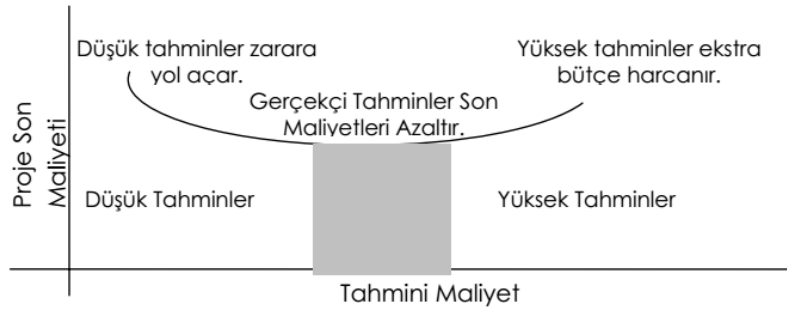 Düşük tahminler zarara
yol açar.
Yüksek tahminler ekstra
bütçe harcanır.
Gerçekçi Tahminler Son
Maliyetleri Azaltır.
Proje Son
Maliyeti
Düşük Tahminler
Yüksek Tahminler
Tahmini Maliyet